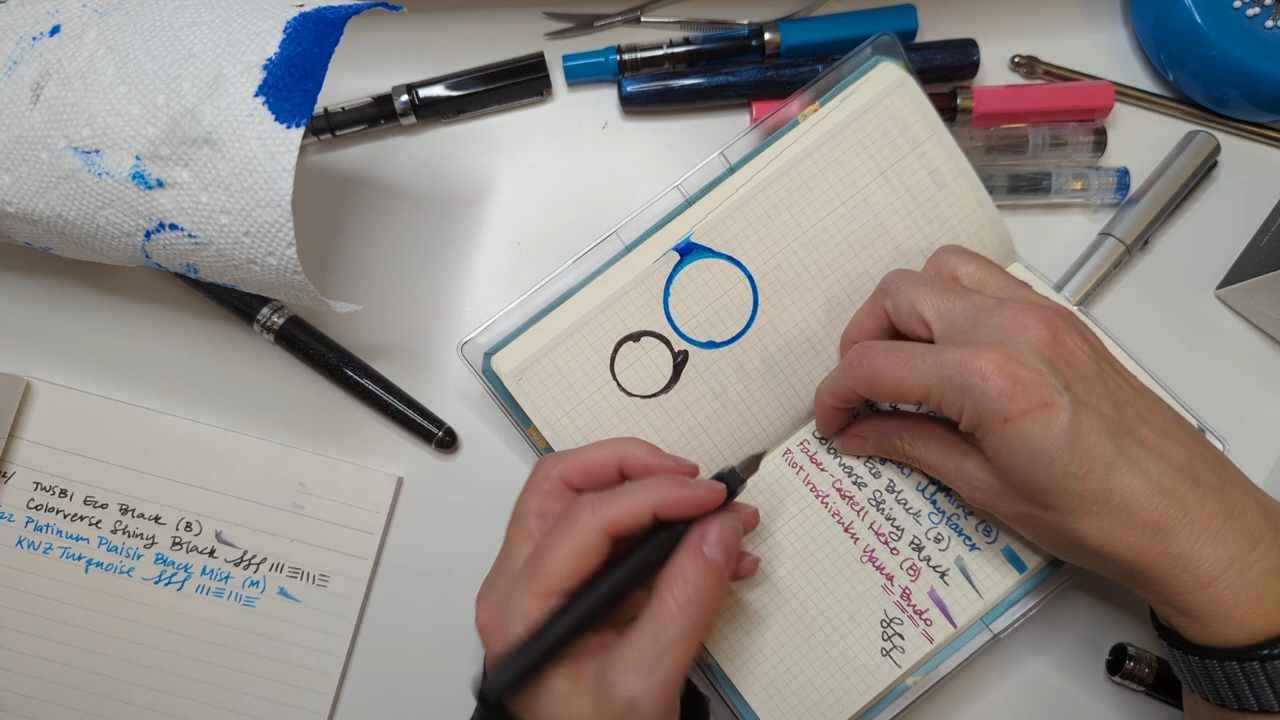 TWSBI Eco Black (B)
Colorverse Shiny Black
Platinum Plaisir Black Mist (M)
KWZ Turquoise
(B)
Wayfarer
Eco Black (B)
Colorverse Shiny Black
Faber-Castell Hexo (B)
Pilot Iroshizuku Yama-Budo